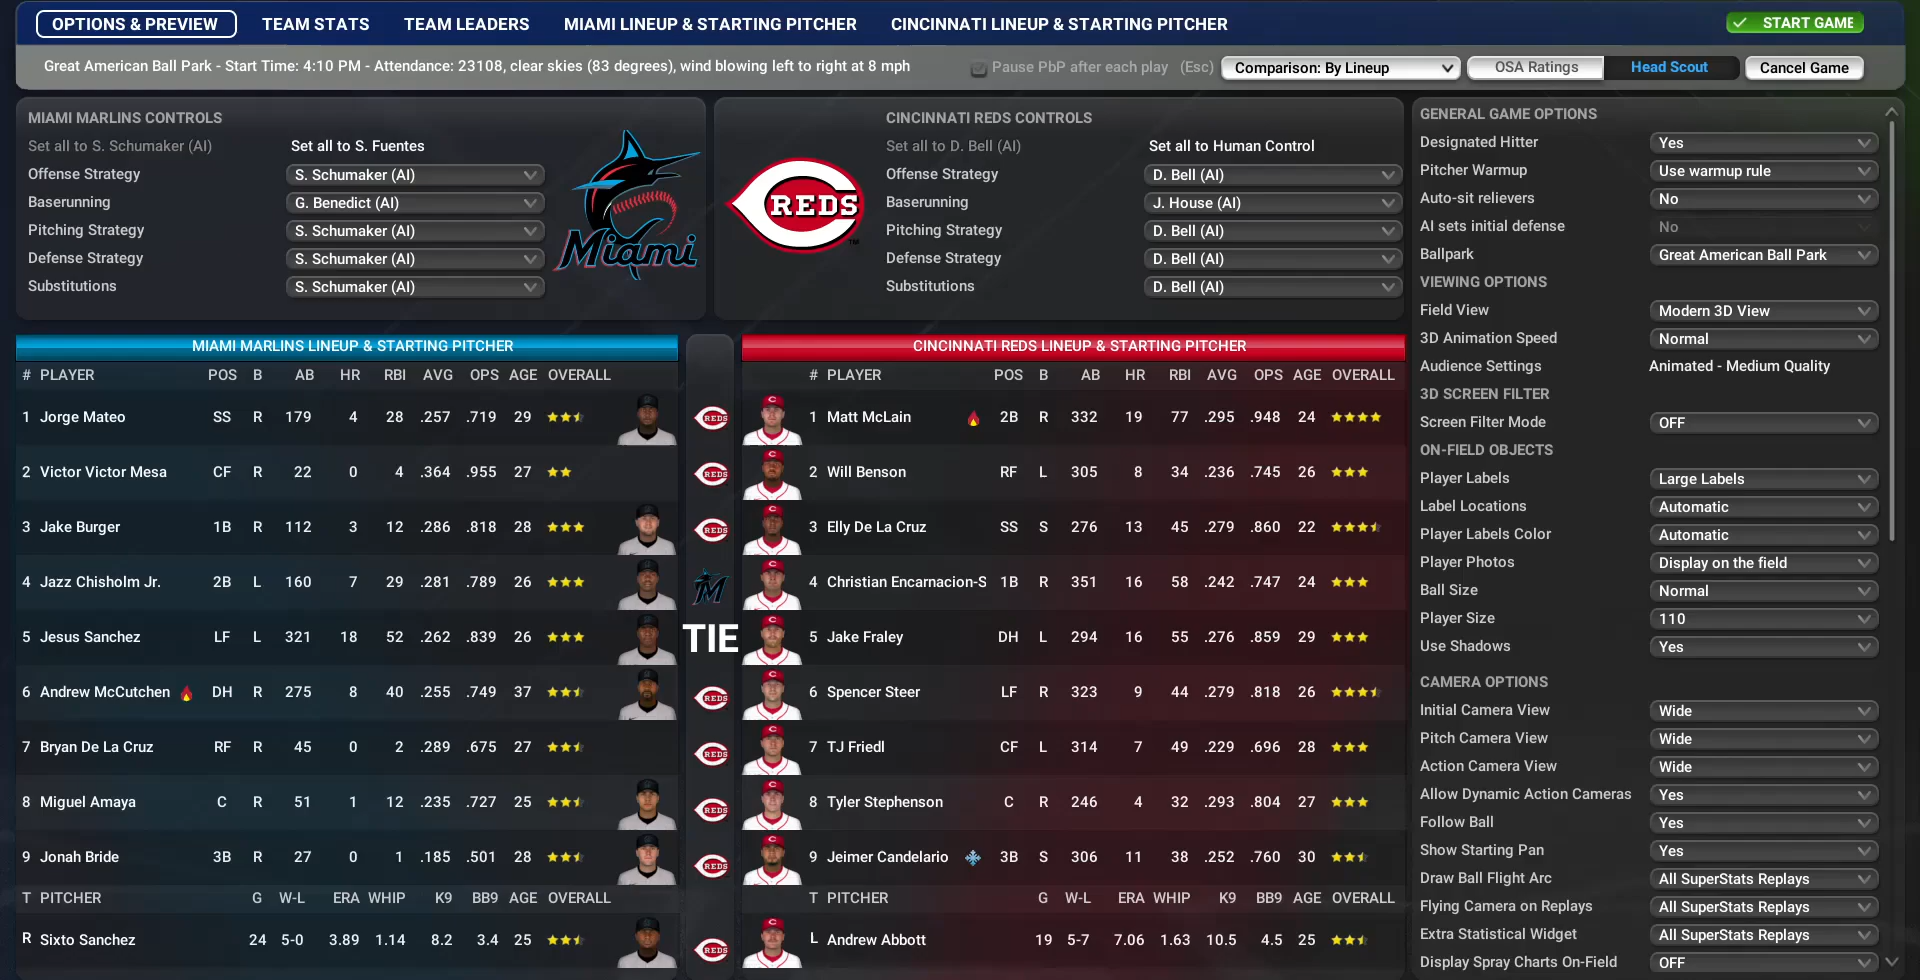 OPTIONS & PREVIEW TEAM STATS TEAM LEADERS MIAMI LINEUP & STARTING PITCHER CINCINNATI LINEUP & STARTING PITCHER START GAME
Great American Ball Park - Start Time: 4:10 PM - Attendance: 23108, clear skies (83 degrees), wind blowing left to right at 8 mph Pause PbP after each play (Esc) Comparison: By Lineup OSA Ratings Head Scout Cancel Game
MIAMI MARLINS CONTROLS
Set all to S. Schumaker (AI) Set all to S. Fuentes
Offense Strategy S. Schumaker (AI)
Baserunning G. Benedict (AI)
Pitching Strategy S. Schumaker (AI)
Defense Strategy S. Schumaker (AI)
Substitutions S. Schumaker (AI)
Miami
CINCINNATI REDS CONTROLS
Set all to D. Bell (AI) Set all to Human Control
Offense Strategy D. Bell (AI)
Baserunning J. House (AI)
Pitching Strategy D. Bell (AI)
Defense Strategy D. Bell (AI)
Substitutions D. Bell (AI)
REDS
TM
MIAMI MARLINS LINEUP & STARTING PITCHER
# PLAYER POS B AB HR RBI AVG OPS AGE OVERALL
1 Jorge Mateo SS R 179 4 28 .257 .719 29
2 Victor Victor Mesa CF R 22 0 4 .364 .955 27
3 Jake Burger 1B R 112 3 12 .286 .818 28
4 Jazz Chisholm Jr. 2B L 160 7 29 .281 .789 26
5 Jesus Sanchez LF L 321 18 52 .262 .839 26
6 Andrew McCutchen DH R 275 8 40 .255 .749 37
7 Bryan De La Cruz RF R 45 0 2 .289 .675 27
8 Miguel Amaya C R 51 1 12 .235 .727 25
9 Jonah Bride 3B R 27 0 1 .185 .501 28
T PITCHER G W-L ERA WHIP K9 BB9 AGE OVERALL
R Sixto Sanchez 24 5-0 3.89 1.14 8.2 3.4 25
REDS
REDS
REDS
M
TIE
REDS
REDS
REDS
REDS
REDS
CINCINNATI REDS LINEUP & STARTING PITCHER
# PLAYER POS B AB HR RBI AVG OPS AGE OVERALL
1 Matt McLain 2B R 332 19 77 .295 .948 24
2 Will Benson RF L 305 8 34 .236 .745 26
3 Elly De La Cruz SS S 276 13 45 .279 .860 22
4 Christian Encarnacion-S 1B R 351 16 58 .242 .747 24
5 Jake Fraley DH L 294 16 55 .276 .859 29
6 Spencer Steer LF R 323 9 44 .279 .818 26
7 TJ Friedl CF L 314 7 49 .229 .696 28
8 Tyler Stephenson C R 246 4 32 .293 .804 27
9 Jeimer Candelario 3B S 306 11 38 .252 .760 30
T PITCHER G W-L ERA WHIP K9 BB9 AGE OVERALL
L Andrew Abbott 19 5-7 7.06 1.63 10.5 4.5 25
GENERAL GAME OPTIONS
Designated Hitter Yes
Pitcher Warmup Use warmup rule
Auto-sit relievers No
AI sets initial defense No
Ballpark Great American Ball Park
VIEWING OPTIONS
Field View Modern 3D View
3D Animation Speed Normal
Audience Settings Animated - Medium Quality
3D SCREEN FILTER
Screen Filter Mode OFF
ON-FIELD OBJECTS
Player Labels Large Labels
Label Locations Automatic
Player Labels Color Automatic
Player Photos Display on the field
Ball Size Normal
Player Size 110
Use Shadows Yes
CAMERA OPTIONS
Initial Camera View Wide
Pitch Camera View Wide
Action Camera View Wide
Allow Dynamic Action Cameras Yes
Follow Ball Yes
Show Starting Pan Yes
Draw Ball Flight Arc All SuperStats Replays
Flying Camera on Replays All SuperStats Replays
Extra Statistical Widget All SuperStats Replays
Display Spray Charts On-Field OFF